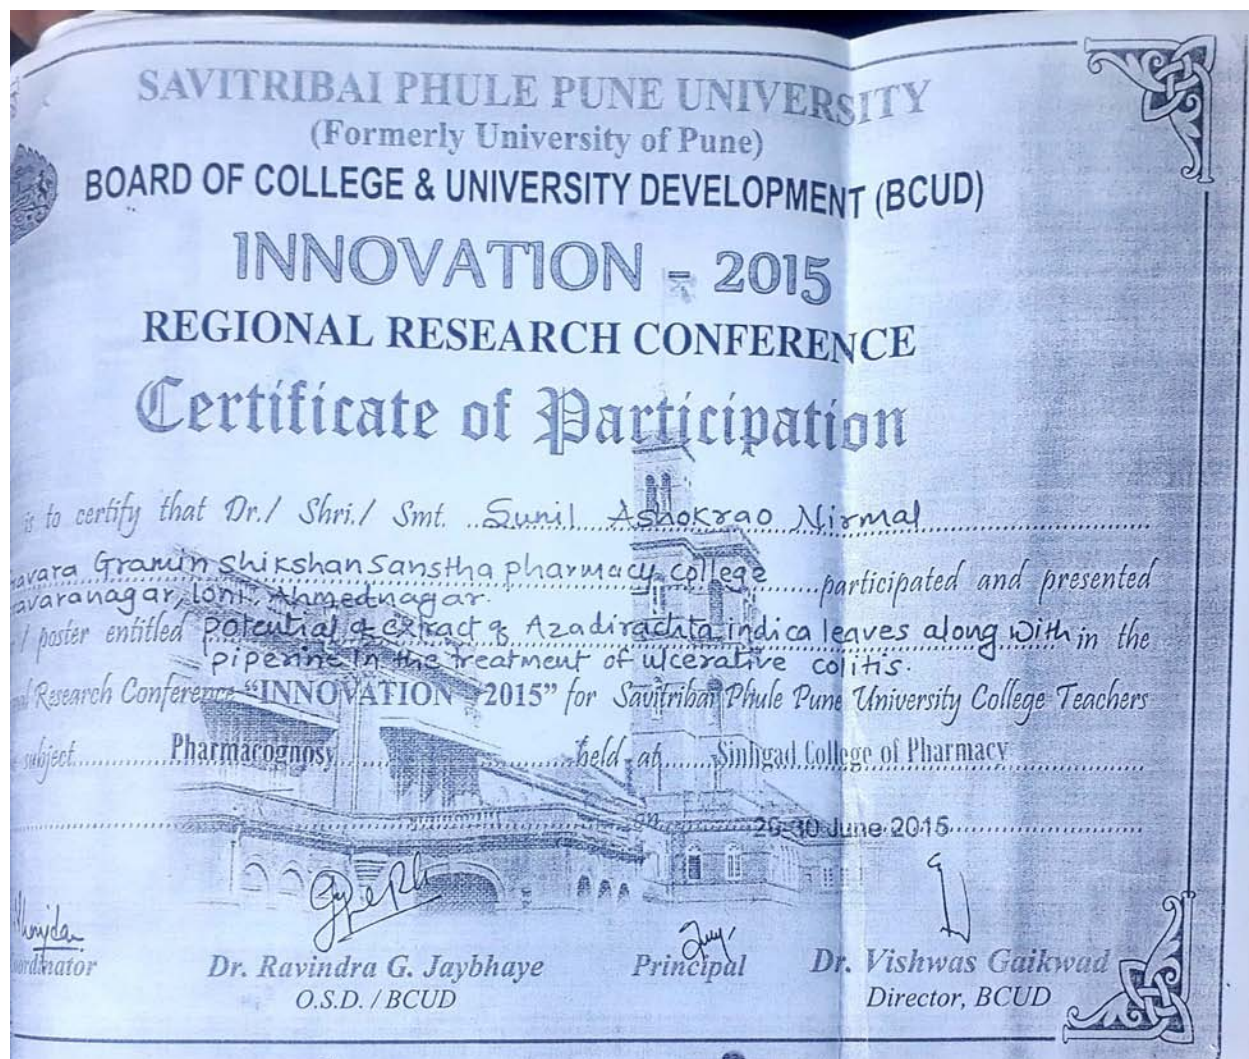 SAVITRIBAI PHULE PUNE UNIVERSITY
(Formerly University of Pune)
BOARD OF COLLEGE & UNIVERSITY DEVELOPMENT (BCUD)
INNOVATION - 2015
REGIONAL RESEARCH CONFERENCE
Certificate of Participation
is to certify that Dr./ Shri./ Smt. Sunil Ashokrao Nirmal
avara Gramin Shikshan Sanstha pharmacy college participated and presented
avaranagar, loni, Ahmednagar.
/ poster entitled potential of extract of Azadirachta indica leaves along with in the
piperine in the treatment of ulcerative colitis.
al Research Conference "INNOVATION - 2015" for Savitribai Phule Pune University College Teachers
subject Pharmacognosy held at Sinhgad College of Pharmacy
on 29-30 June 2015
ordinator Dr. Ravindra G. Jaybhaye Principal Dr. Vishwas Gaikwad
O.S.D. / BCUD Director, BCUD